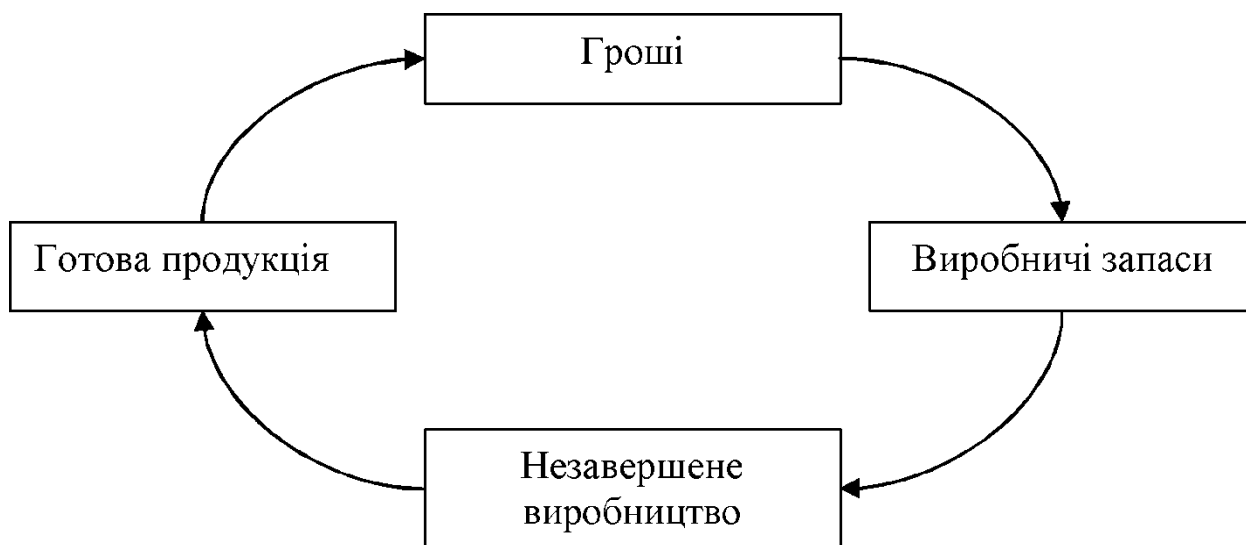 Гроші
Готова продукція
Виробничі запаси
Незавершене
виробництво